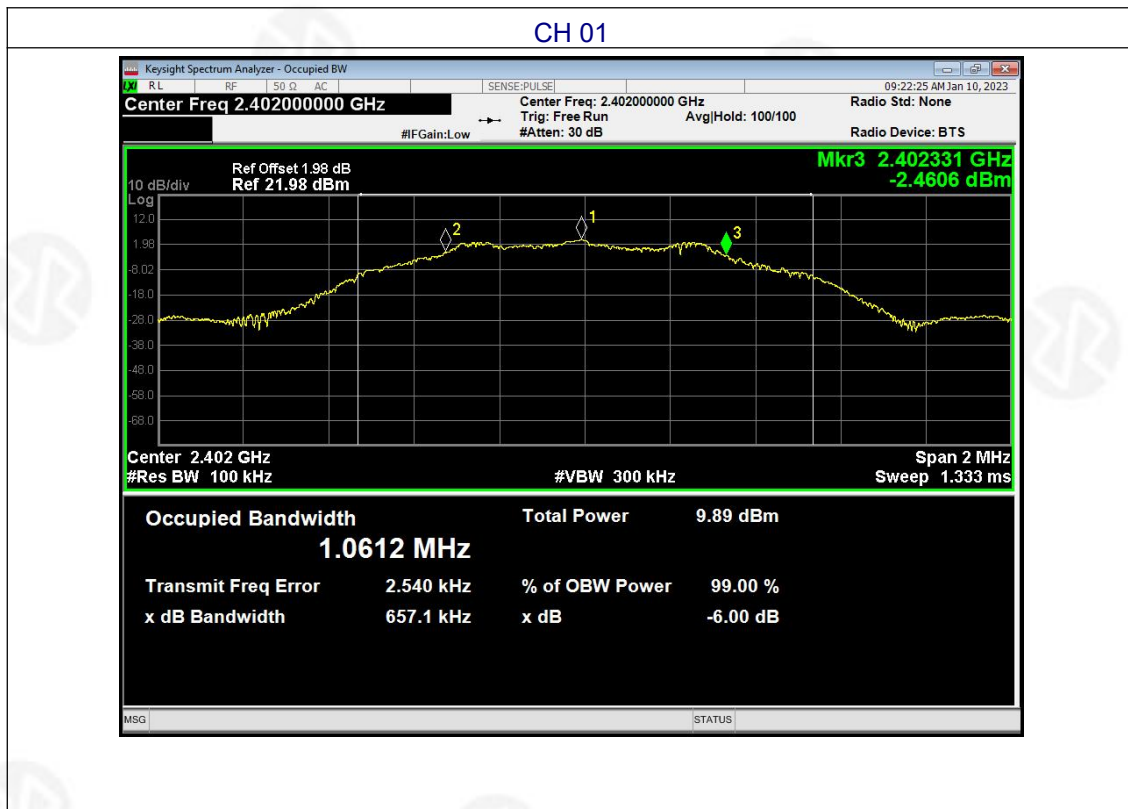 CH 01
Keysight Spectrum Analyzer - Occupied BW
LXI RL RF 50 Ω AC SENSE:PULSE 09:22:25 AM Jan 10, 2023
Center Freq 2.402000000 GHz Center Freq: 2.402000000 GHz Radio Std: None
Trig: Free Run Avg|Hold: 100/100
#IFGain:Low #Atten: 30 dB Radio Device: BTS
Mkr3 2.402331 GHz
Ref Offset 1.98 dB
10 dB/div Ref 21.98 dBm -2.4606 dBm
Log
12.0
1.98
-8.02
-18.0
-28.0
-38.0
-48.0
-58.0
-68.0
2 1 3
Center 2.402 GHz Span 2 MHz
#Res BW 100 kHz #VBW 300 kHz Sweep 1.333 ms
Occupied Bandwidth Total Power 9.89 dBm
1.0612 MHz
Transmit Freq Error 2.540 kHz % of OBW Power 99.00 %
x dB Bandwidth 657.1 kHz x dB -6.00 dB
MSG STATUS